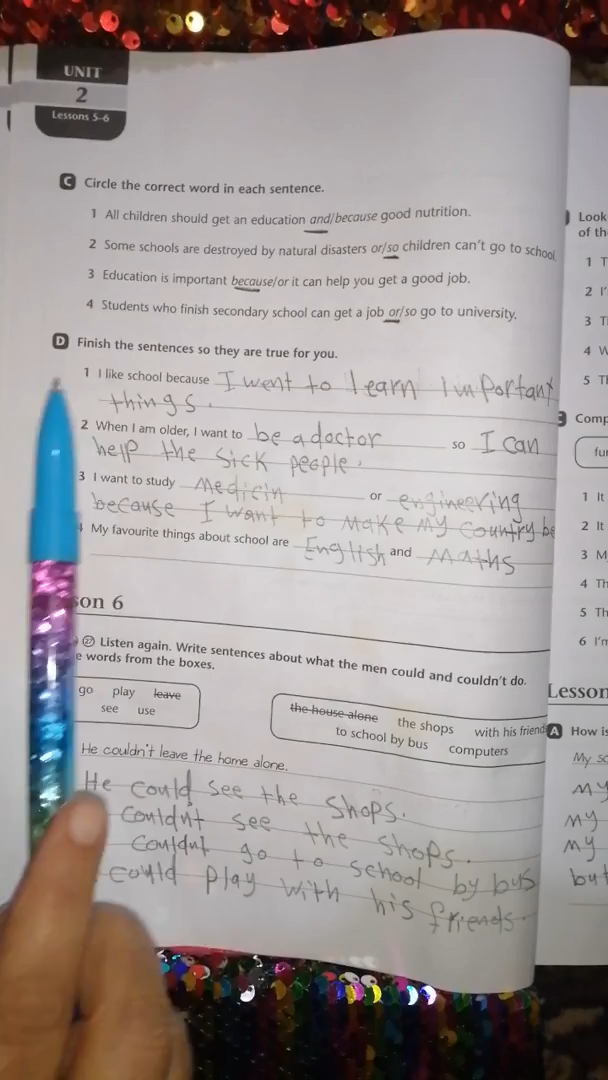 UNIT
2
Lessons 5–6
C Circle the correct word in each sentence.
1 All children should get an education and/because good nutrition.
2 Some schools are destroyed by natural disasters or/so children can't go to school.
3 Education is important because/or it can help you get a good job.
4 Students who finish secondary school can get a job or/so go to university.
D Finish the sentences so they are true for you.
1 I like school because I went to learn important
things.
2 When I am older, I want to be a doctor so I can
help the sick people.
3 I want to study Medicin or engineering
because I want to make my country be
My favourite things about school are English and Maths
son 6
27 Listen again. Write sentences about what the men could and couldn't do.
e words from the boxes.
go play leave
see use
the house alone the shops with his friend
to school by bus computers
He couldn't leave the home alone.
He could see the shops.
couldn't see the shops.
couldn't go to school by bus
could play with his friends.
Look
of th
1 T
2 I'
3 T
4 W
5 Th
Comp
fur
1 It
2 It
3 M
4 Th
5 Th
6 I'm
Lesson
A How is
My sc
My
my
my
but